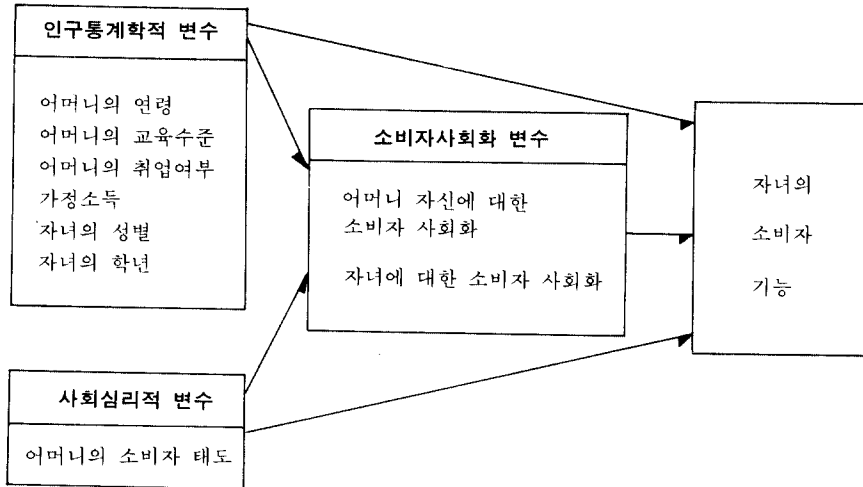 인구통계학적 변수
어머니의 연령
어머니의 교육수준
어머니의 취업여부
가정소득
자녀의 성별
자녀의 학년
소비자사회화 변수
어머니 자신에 대한
소비자 사회화
자녀에 대한 소비자 사회화
자녀의
소비자
기능
사회심리적 변수
어머니의 소비자 태도